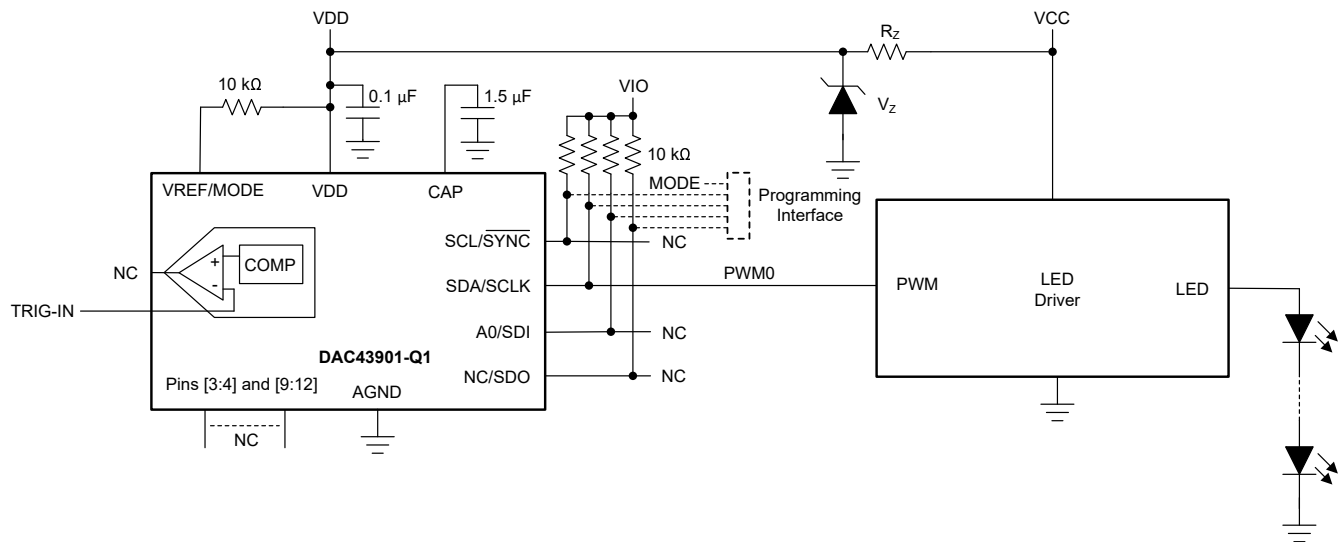 VDD
VCC
RZ
10 kΩ
0.1 µF
1.5 µF
VIO
VZ
10 kΩ
VREF/MODE
VDD
CAP
MODE
Programming
Interface
SCL/SYNC
NC
NC
+
-
COMP
SDA/SCLK
PWM0
PWM
LED
Driver
LED
TRIG-IN
A0/SDI
NC
DAC43901-Q1
NC/SDO
NC
Pins [3:4] and [9:12]
AGND
NC